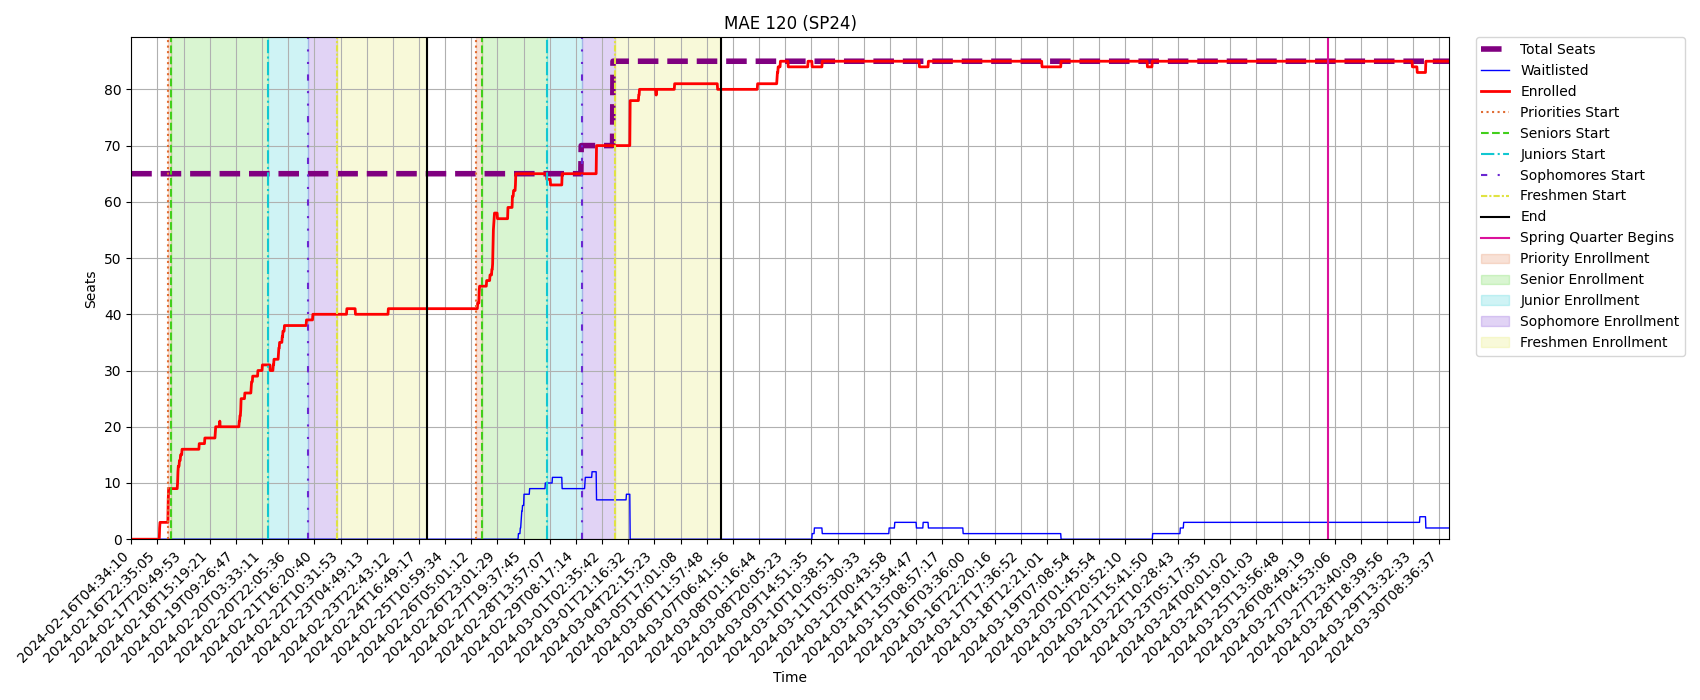 MAE 120 (SP24)
Seats
80
70
60
50
40
30
20
10
0
2024-02-16T04:34:10
2024-02-16T22:35:05
2024-02-17T20:49:53
2024-02-18T15:19:21
2024-02-19T09:26:47
2024-02-20T03:33:11
2024-02-20T22:05:36
2024-02-21T16:20:40
2024-02-22T10:31:53
2024-02-23T04:49:13
2024-02-23T22:43:12
2024-02-24T16:49:17
2024-02-25T10:59:34
2024-02-26T05:01:12
2024-02-26T23:01:29
2024-02-27T19:37:45
2024-02-28T13:57:07
2024-02-29T08:17:14
2024-03-01T02:35:42
2024-03-01T21:16:32
2024-03-04T22:15:23
2024-03-05T17:01:08
2024-03-06T11:57:48
2024-03-07T06:41:56
2024-03-08T01:16:44
2024-03-08T20:05:23
2024-03-09T14:51:35
2024-03-10T10:38:51
2024-03-11T05:30:33
2024-03-12T00:43:58
2024-03-14T13:54:47
2024-03-15T08:57:17
2024-03-16T03:36:00
2024-03-16T22:20:16
2024-03-17T17:36:52
2024-03-18T12:21:01
2024-03-19T07:08:54
2024-03-20T01:45:54
2024-03-20T20:52:10
2024-03-21T15:41:50
2024-03-22T10:28:43
2024-03-23T05:17:35
2024-03-24T00:01:02
2024-03-24T19:01:03
2024-03-25T13:56:48
2024-03-26T08:49:19
2024-03-27T04:53:06
2024-03-27T23:40:09
2024-03-28T18:39:56
2024-03-29T13:32:33
2024-03-30T08:36:37
Time
Total Seats
Waitlisted
Enrolled
Priorities Start
Seniors Start
Juniors Start
Sophomores Start
Freshmen Start
End
Spring Quarter Begins
Priority Enrollment
Senior Enrollment
Junior Enrollment
Sophomore Enrollment
Freshmen Enrollment